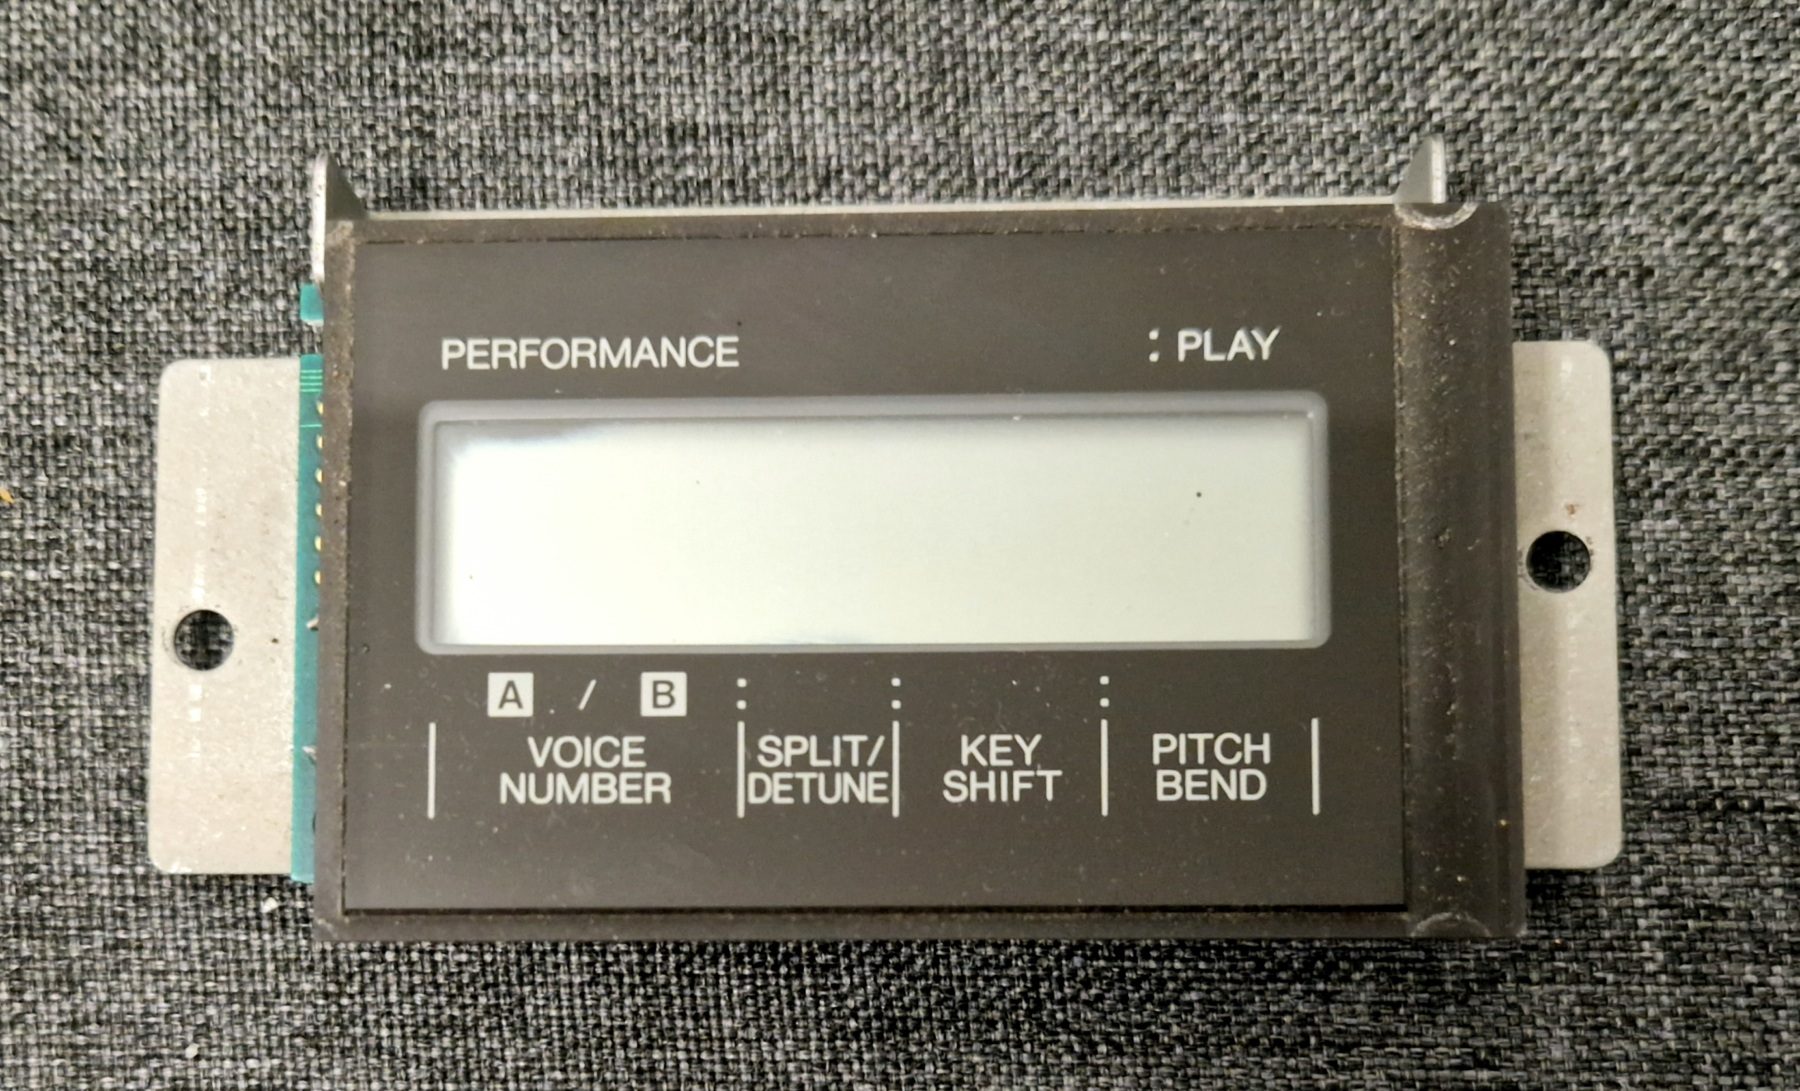 PERFORMANCE
: PLAY
A / B
VOICE
NUMBER
SPLIT/
DETUNE
KEY
SHIFT
PITCH
BEND